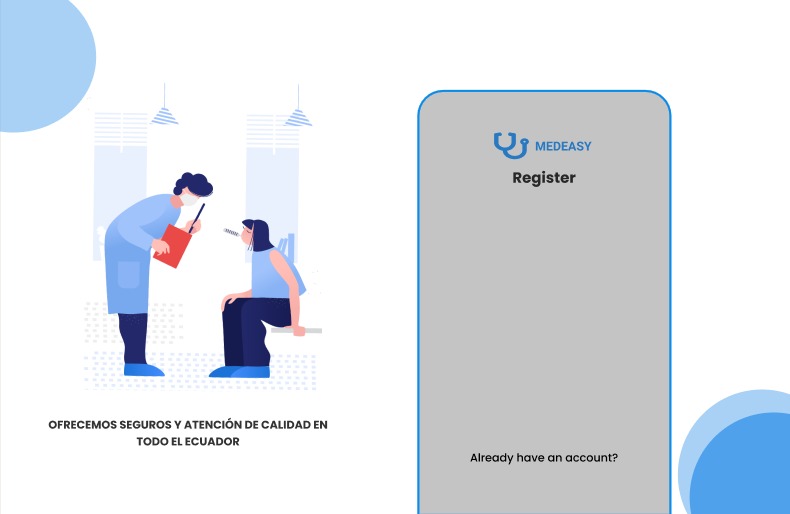 MEDEASY
Register
Already have an account?
OFRECEMOS SEGUROS Y ATENCIÓN DE CALIDAD EN
TODO EL ECUADOR